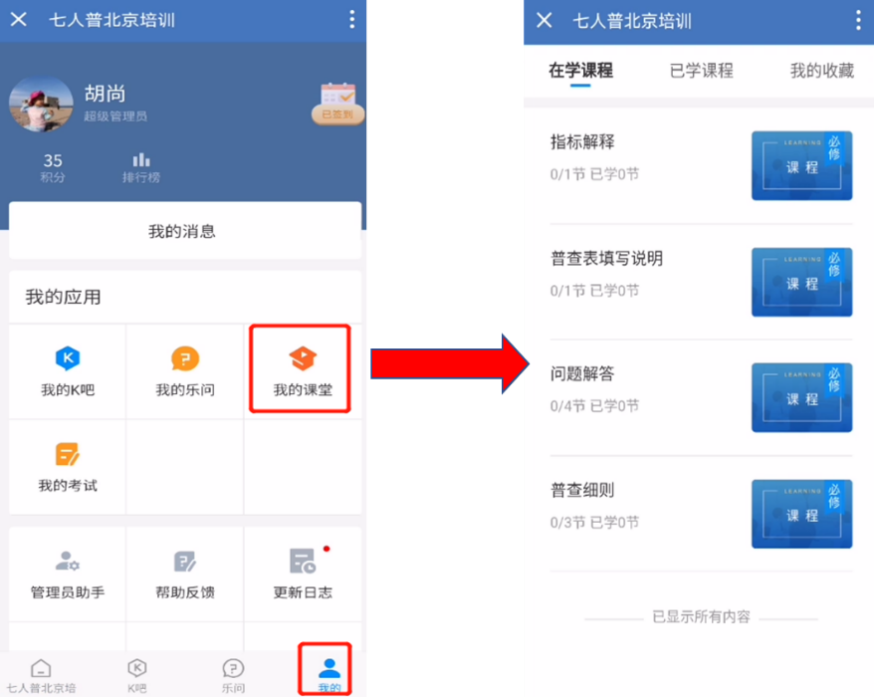 七人普北京培训
胡尚
超级管理员
已签到
35
积分
排行榜
我的消息
我的应用
K
我的K吧
?
我的乐问
我的课堂
我的考试
管理员助手
帮助反馈
更新日志
七人普北京培
K吧
乐问
我的
七人普北京培训
在学课程
已学课程
我的收藏
指标解释
0/1节 已学0节
LEARNING
必修
课程
普查表填写说明
0/1节 已学0节
LEARNING
必修
课程
问题解答
0/4节 已学0节
LEARNING
必修
课程
普查细则
0/3节 已学0节
LEARNING
必修
课程
已显示所有内容